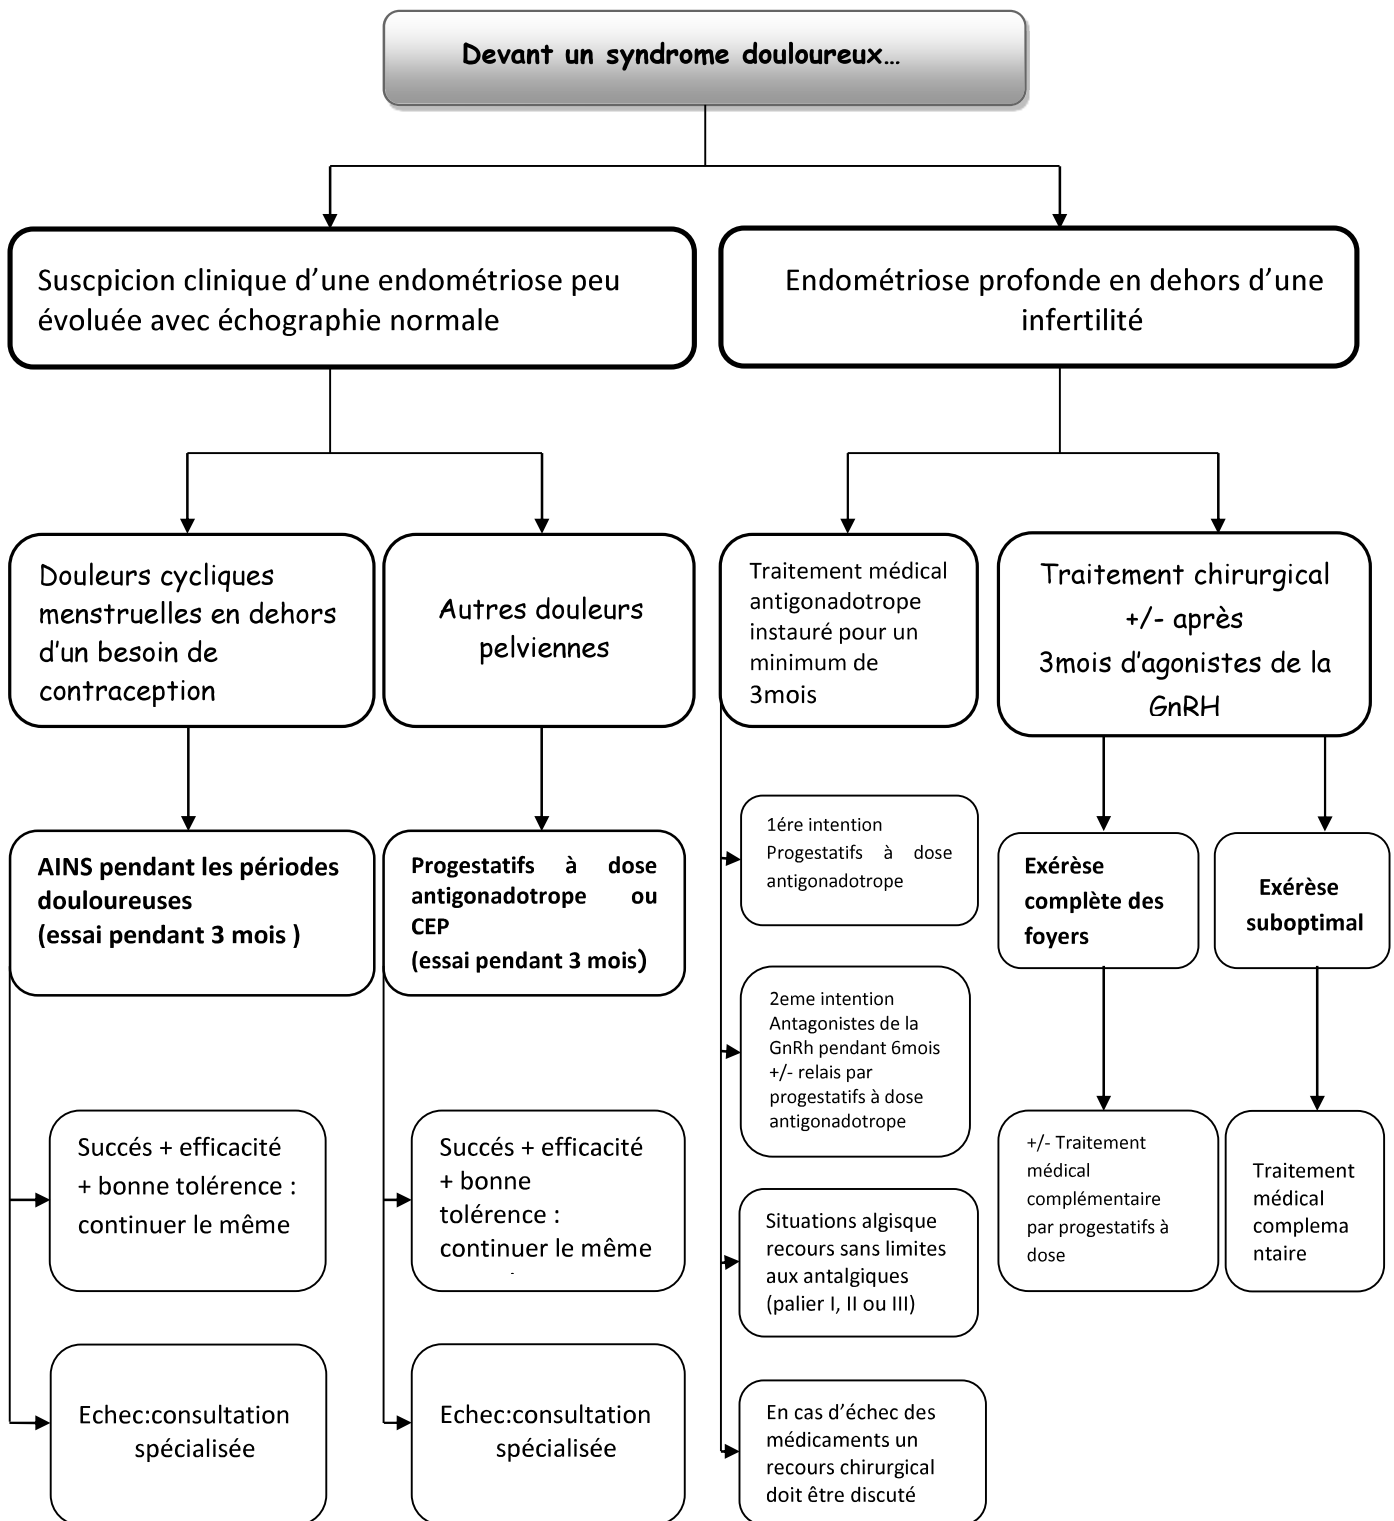 Devant un syndrome douloureux…
Suscpicion clinique d’une endométriose peu
évoluée avec échographie normale
Endométriose profonde en dehors d’une
infertilité
Douleurs cycliques
menstruelles en dehors
d’un besoin de
contraception
Autres douleurs
pelviennes
Traitement médical
antigonadotrope
instauré pour un
minimum de
3mois
Traitement chirurgical
+/- après
3mois d’agonistes de la
GnRH
AINS pendant les périodes
douloureuses
(essai pendant 3 mois )
Progestatifs à dose
antigonadotrope ou
CEP
(essai pendant 3 mois)
1ére intention
Progestatifs à dose
antigonadotrope
Exérèse
complète des
foyers
Exérèse
suboptimal
2eme intention
Antagonistes de la
GnRh pendant 6mois
+/- relais par
progestatifs à dose
antigonadotrope
Succés + efficacité
+ bonne tolérence :
continuer le même
Succés + efficacité
+ bonne
tolérence :
continuer le même
Situations algisque
recours sans limites
aux antalgiques
(palier I, II ou III)
+/- Traitement
médical
complémentaire
par progestatifs à
dose
Traitement
médical
complema
ntaire
Echec:consultation
spécialisée
Echec:consultation
spécialisée
En cas d’échec des
médicaments un
recours chirurgical
doit être discuté